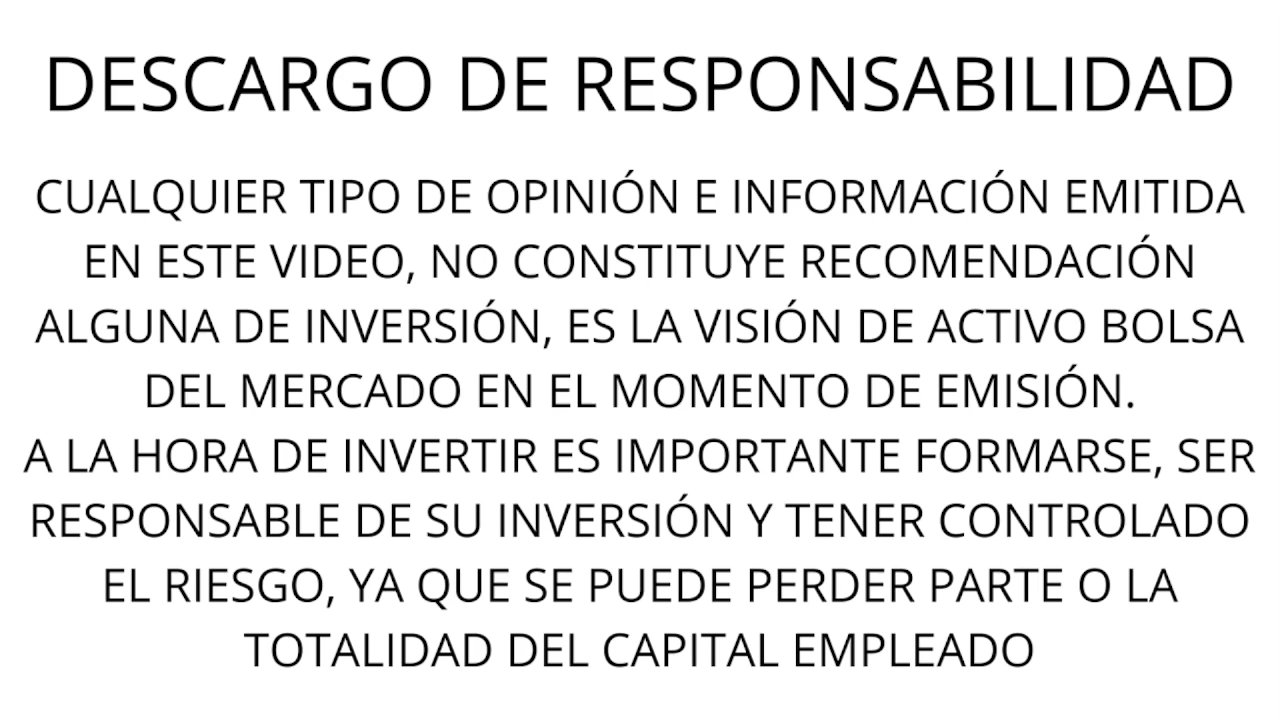 DESCARGO DE RESPONSABILIDAD
CUALQUIER TIPO DE OPINIÓN E INFORMACIÓN EMITIDA
EN ESTE VIDEO, NO CONSTITUYE RECOMENDACIÓN
ALGUNA DE INVERSIÓN, ES LA VISIÓN DE ACTIVO BOLSA
DEL MERCADO EN EL MOMENTO DE EMISIÓN.
A LA HORA DE INVERTIR ES IMPORTANTE FORMARSE, SER
RESPONSABLE DE SU INVERSIÓN Y TENER CONTROLADO
EL RIESGO, YA QUE SE PUEDE PERDER PARTE O LA
TOTALIDAD DEL CAPITAL EMPLEADO